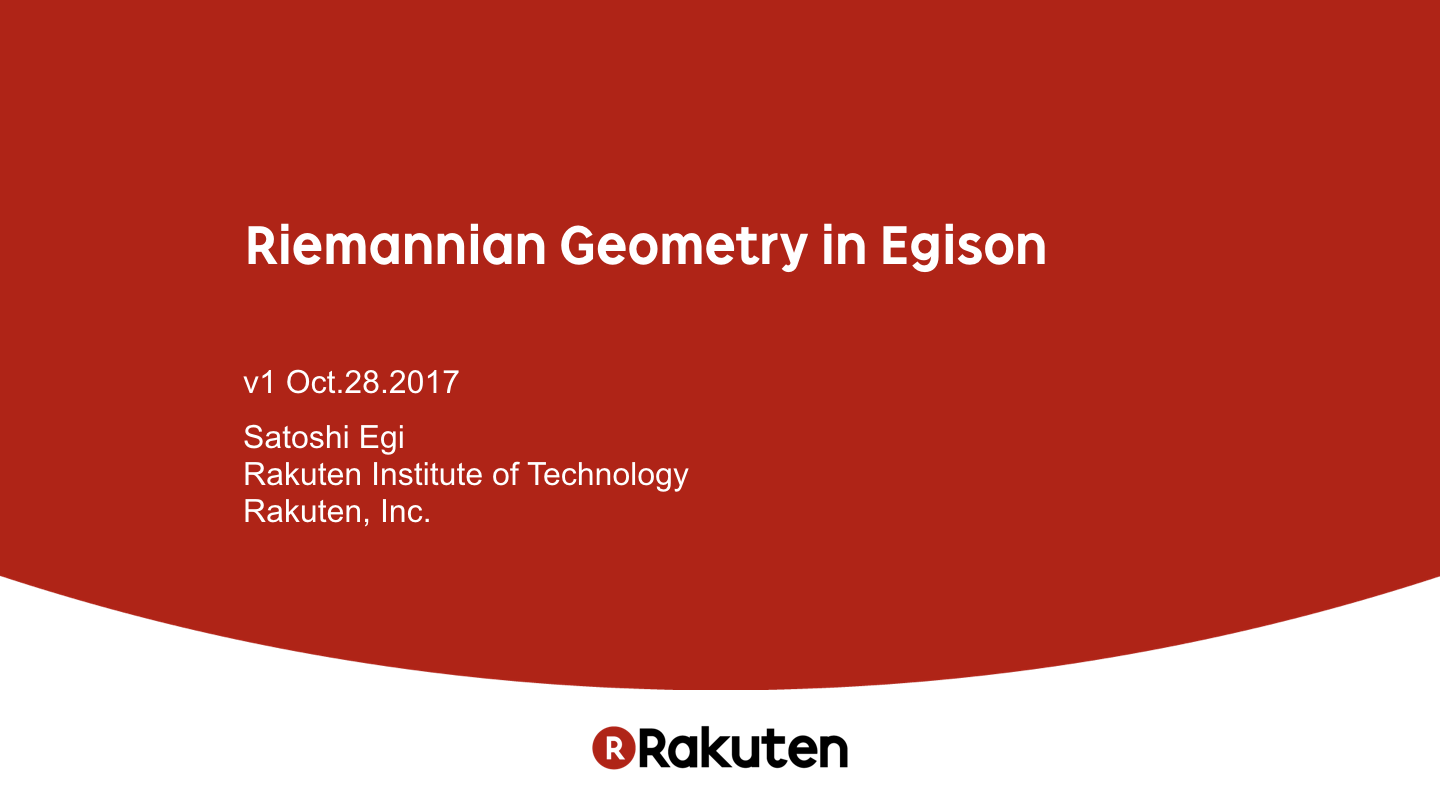 Riemannian Geometry in Egison
v1 Oct.28.2017
Satoshi Egi
Rakuten Institute of Technology
Rakuten, Inc.
R Rakuten